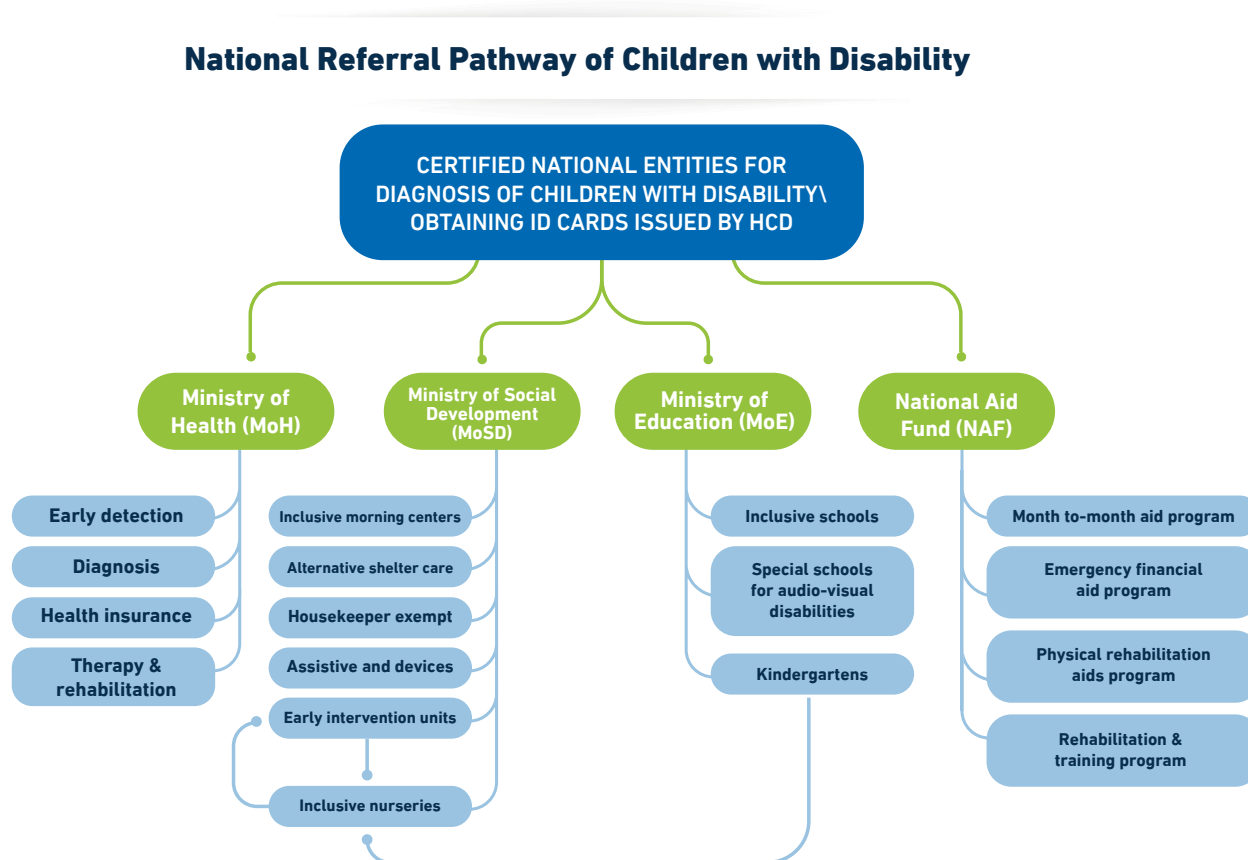 National Referral Pathway of Children with Disability
CERTIFIED NATIONAL ENTITIES FOR
DIAGNOSIS OF CHILDREN WITH DISABILITY\
OBTAINING ID CARDS ISSUED BY HCD
Ministry of
Health (MoH)
Early detection
Diagnosis
Health insurance
Therapy &
rehabilitation
Ministry of Social
Development
(MoSD)
Inclusive morning centers
Alternative shelter care
Housekeeper exempt
Assistive and devices
Early intervention units
Inclusive nurseries
Ministry of
Education (MoE)
Inclusive schools
Special schools
for audio-visual
disabilities
Kindergartens
National Aid
Fund (NAF)
Month to-month aid program
Emergency financial
aid program
Physical rehabilitation
aids program
Rehabilitation &
training program